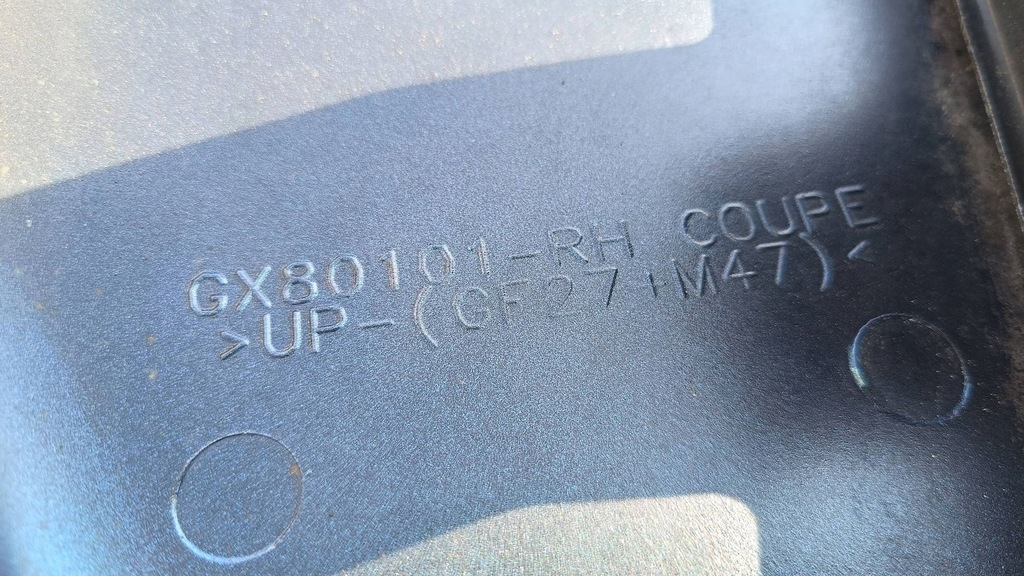 GX80101-RH COUPE
>UP-(GF27+M47)<